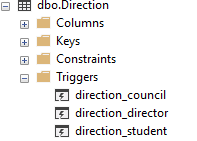 dbo.Direction
Columns
Keys
Constraints
Triggers
direction_council
direction_director
direction_student